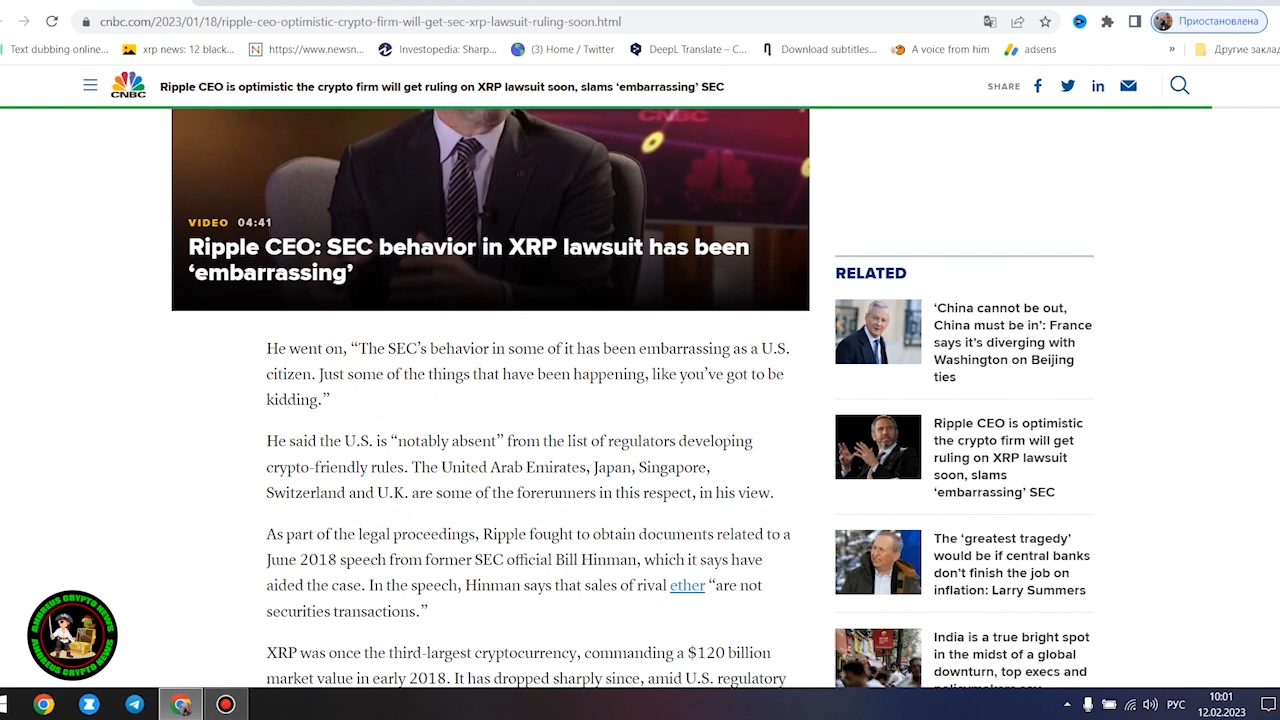 cnbc.com/2023/01/18/ripple-ceo-optimistic-crypto-firm-will-get-sec-xrp-lawsuit-ruling-soon.html
Приостановлена
Text dubbing online...
xrp news: 12 black...
https://www.newsn...
Investopedia: Sharp...
(3) Home / Twitter
DeepL Translate – C...
Download subtitles...
A voice from him
adsens
»
Другие закла
CNBC
Ripple CEO is optimistic the crypto firm will get ruling on XRP lawsuit soon, slams ‘embarrassing’ SEC
SHARE
CNBC
VIDEO 04:41
Ripple CEO: SEC behavior in XRP lawsuit has been
‘embarrassing’
He went on, “The SEC’s behavior in some of it has been embarrassing as a U.S.
citizen. Just some of the things that have been happening, like you’ve got to be
kidding.”
He said the U.S. is “notably absent” from the list of regulators developing
crypto-friendly rules. The United Arab Emirates, Japan, Singapore,
Switzerland and U.K. are some of the forerunners in this respect, in his view.
As part of the legal proceedings, Ripple fought to obtain documents related to a
June 2018 speech from former SEC official Bill Hinman, which it says have
aided the case. In the speech, Hinman says that sales of rival ether “are not
securities transactions.”
XRP was once the third-largest cryptocurrency, commanding a $120 billion
market value in early 2018. It has dropped sharply since, amid U.S. regulatory
RELATED
‘China cannot be out,
China must be in’: France
says it’s diverging with
Washington on Beijing
ties
Ripple CEO is optimistic
the crypto firm will get
ruling on XRP lawsuit
soon, slams
‘embarrassing’ SEC
The ‘greatest tragedy’
would be if central banks
don’t finish the job on
inflation: Larry Summers
India is a true bright spot
in the midst of a global
downturn, top execs and
policymakers say
ANDREUS CRYPTO NEWS
ANDREUS CRYPTO NEWS
РУС
10:01
12.02.2023